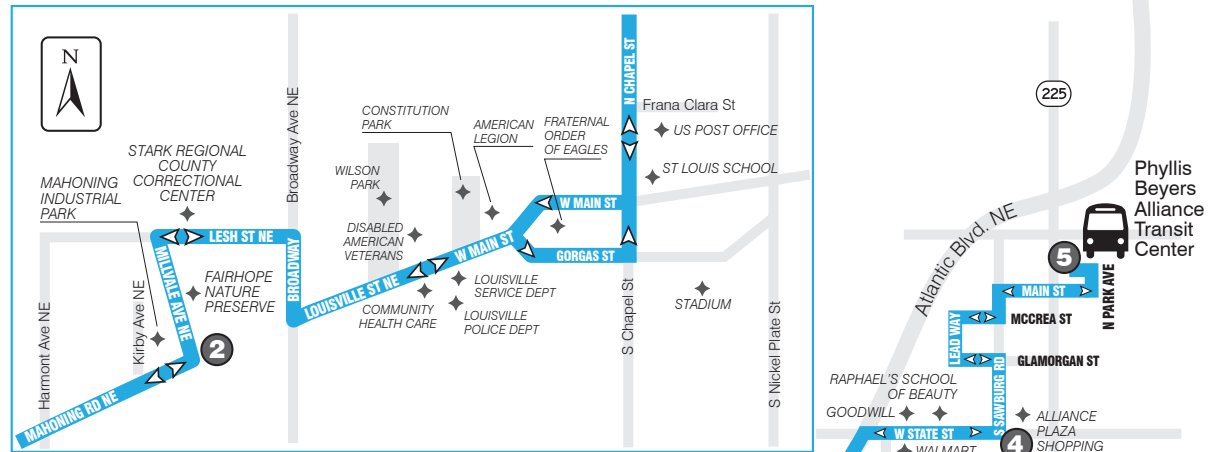 N
STARK REGIONAL
COUNTY
CORRECTIONAL
CENTER
MAHONING
INDUSTRIAL
PARK
LESH ST NE
MILLVALE AVE NE
FAIRHOPE
NATURE
PRESERVE
Harmont Ave NE
Kirby Ave NE
2
MAHONING RD NE
Broadway Ave NE
BROADWAY
CONSTITUTION
PARK
WILSON
PARK
DISABLED
AMERICAN
VETERANS
AMERICAN
LEGION
FRATERNAL
ORDER
OF EAGLES
LOUISVILLE ST NE
W MAIN ST
COMMUNITY
HEALTH CARE
LOUISVILLE
SERVICE DEPT
LOUISVILLE
POLICE DEPT
W MAIN ST
GORGAS ST
N CHAPEL ST
Frana Clara St
US POST OFFICE
ST LOUIS SCHOOL
STADIUM
S Chapel St
S Nickel Plate St
225
Atlantic Blvd. NE
Phyllis
Beyers
Alliance
Transit
Center
5
MAIN ST
N PARK AVE
MCCREA ST
LEAD WAY
GLAMORGAN ST
S SAWBURG RD
RAPHAEL'S SCHOOL
OF BEAUTY
GOODWILL
W STATE ST
WALMART
4
ALLIANCE
PLAZA
SHOPPING